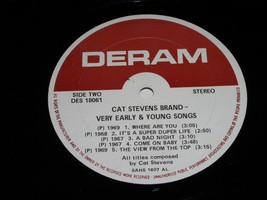 DERAM
SIDE TWO
DES 18061
STEREO
CAT STEVENS BRAND-
VERY EARLY & YOUNG SONGS
(P) 1969 1. WHERE ARE YOU (3:05)
(P) 1968 2. IT'S A SUPER DUPER LIFE (2:50)
(P) 1967 3. A BAD NIGHT (3:10)
(P) 1967 4. COME ON BABY (3:48)
(P) 1969 5. THE VIEW FROM THE TOP (3:15)
All titles composed
by Cat Stevens
SAHS 1607 AL